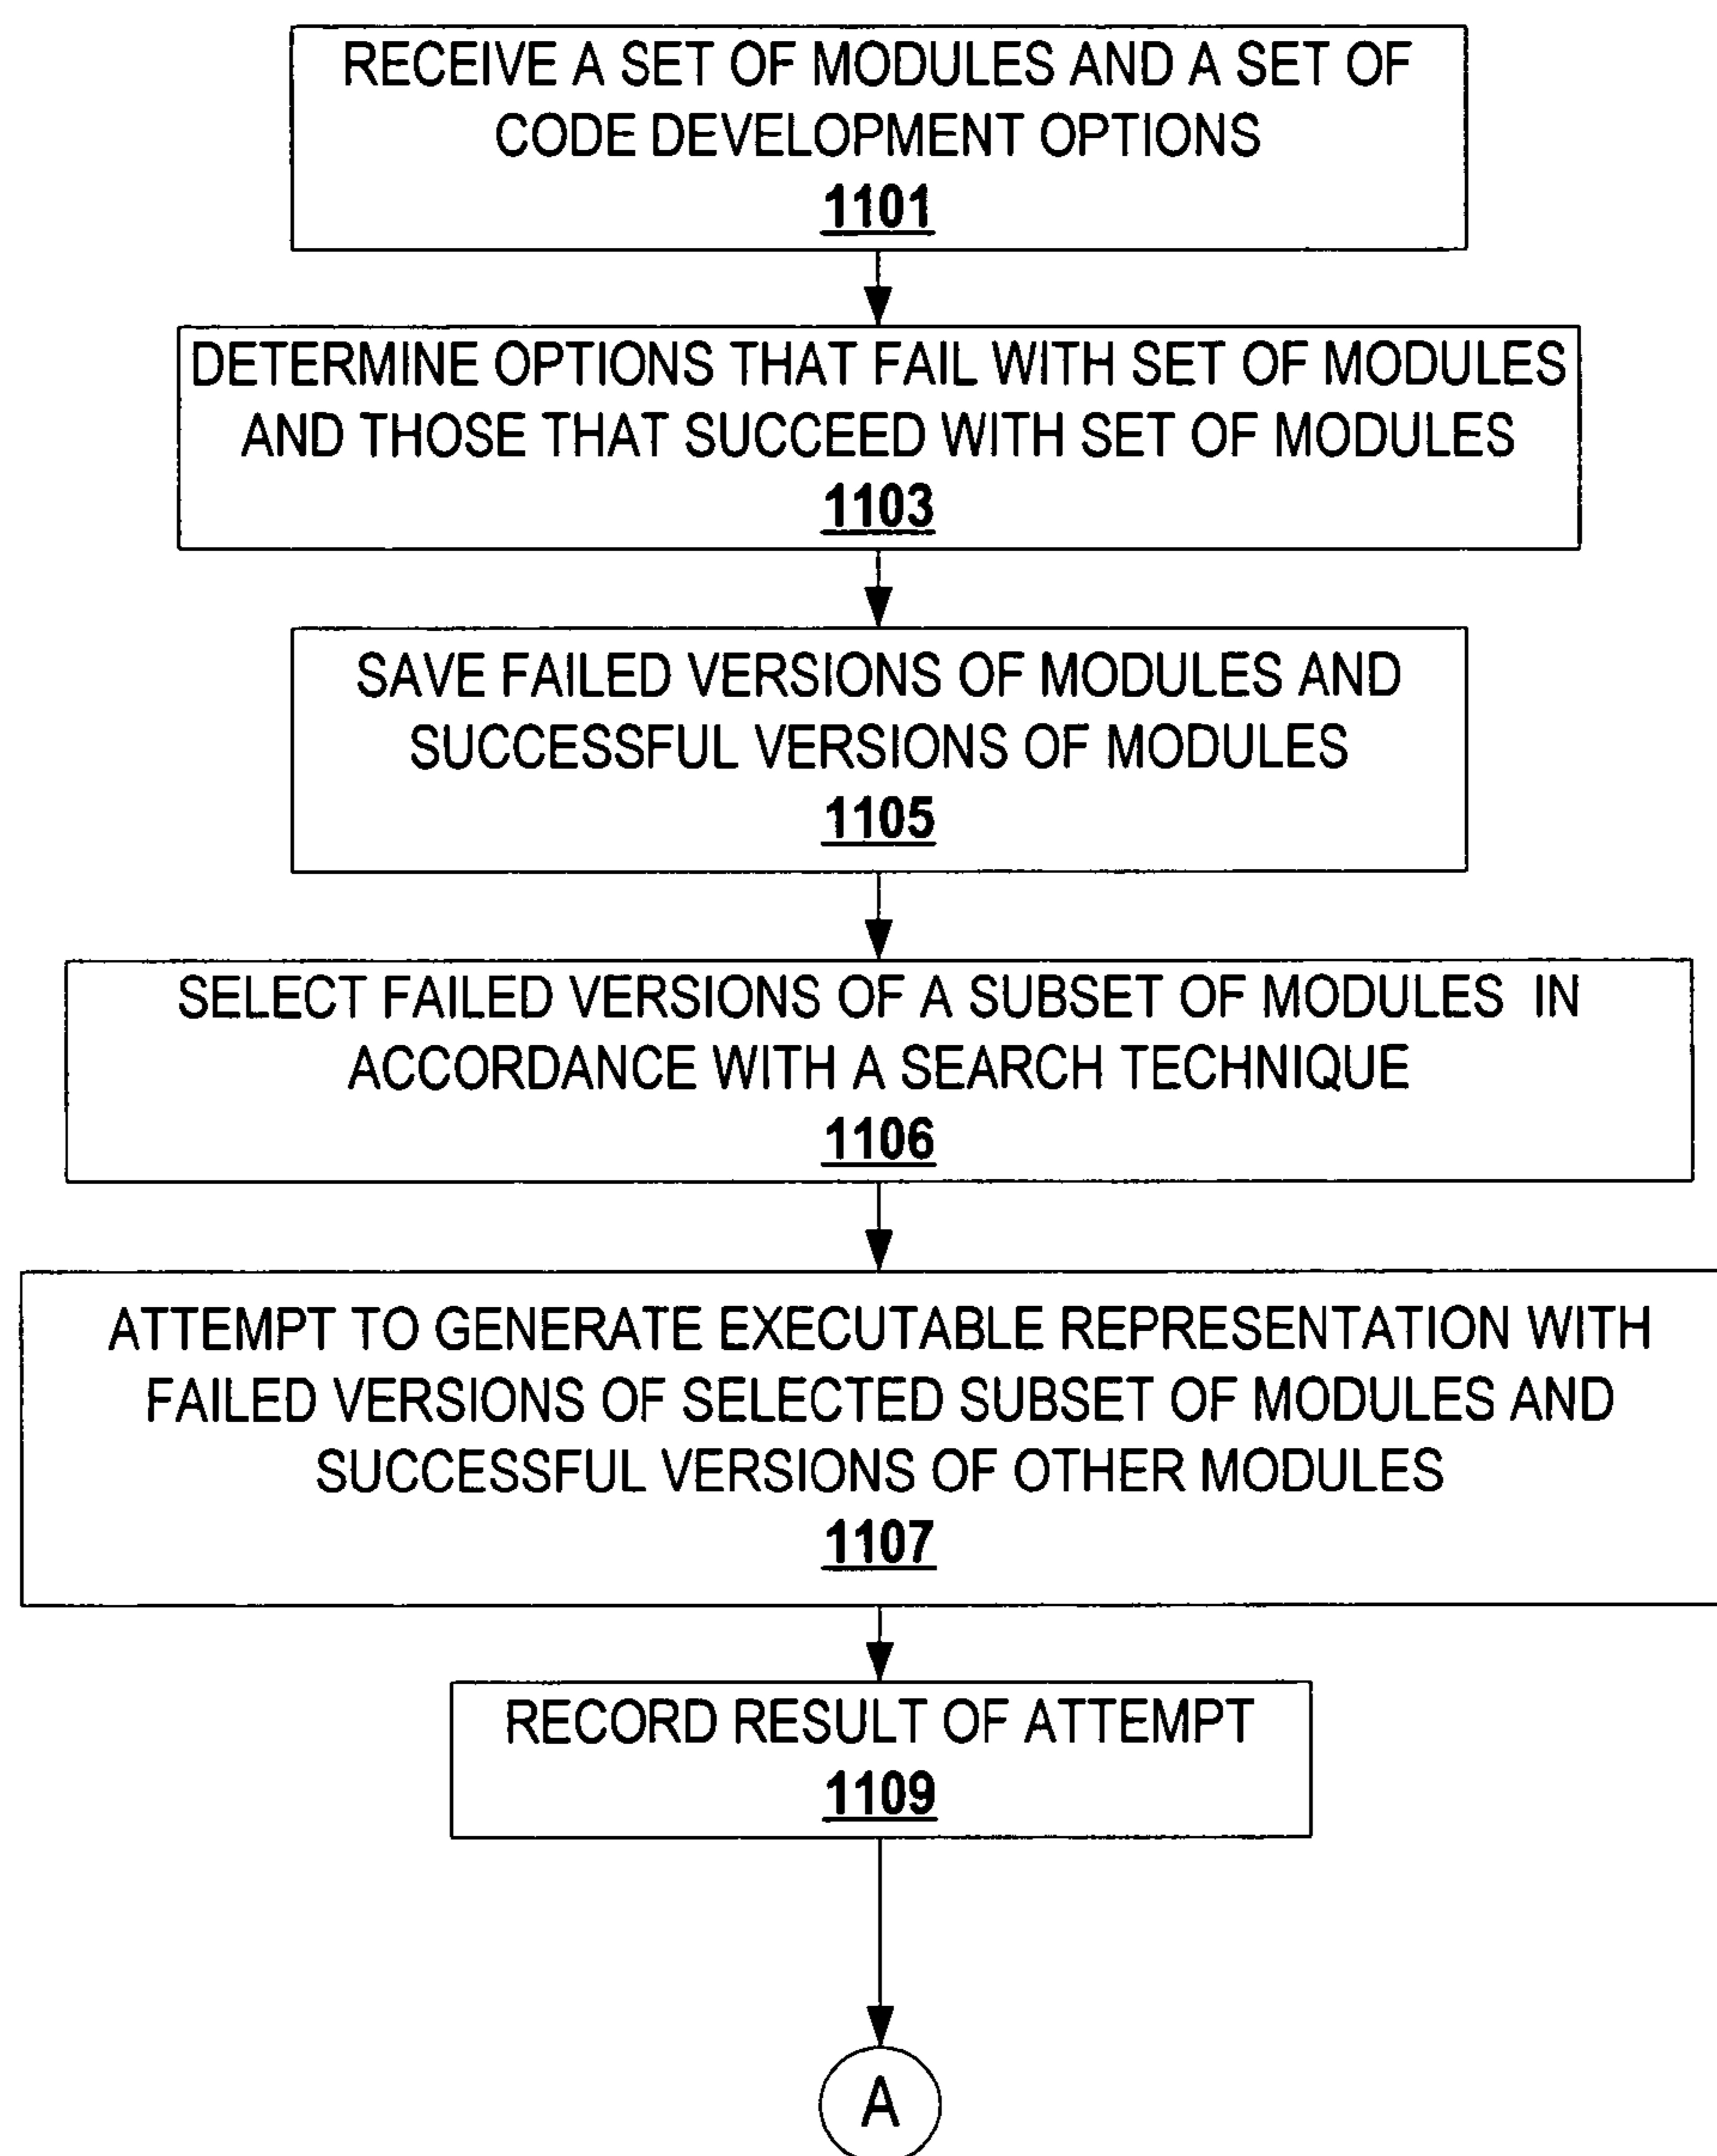 RECEIVE A SET OF MODULES AND A SET OF
CODE DEVELOPMENT OPTIONS
1101
DETERMINE OPTIONS THAT FAIL WITH SET OF MODULES
AND THOSE THAT SUCCEED WITH SET OF MODULES
1103
SAVE FAILED VERSIONS OF MODULES AND
SUCCESSFUL VERSIONS OF MODULES
1105
SELECT FAILED VERSIONS OF A SUBSET OF MODULES IN
ACCORDANCE WITH A SEARCH TECHNIQUE
1106
ATTEMPT TO GENERATE EXECUTABLE REPRESENTATION WITH
FAILED VERSIONS OF SELECTED SUBSET OF MODULES AND
SUCCESSFUL VERSIONS OF OTHER MODULES
1107
RECORD RESULT OF ATTEMPT
1109
A